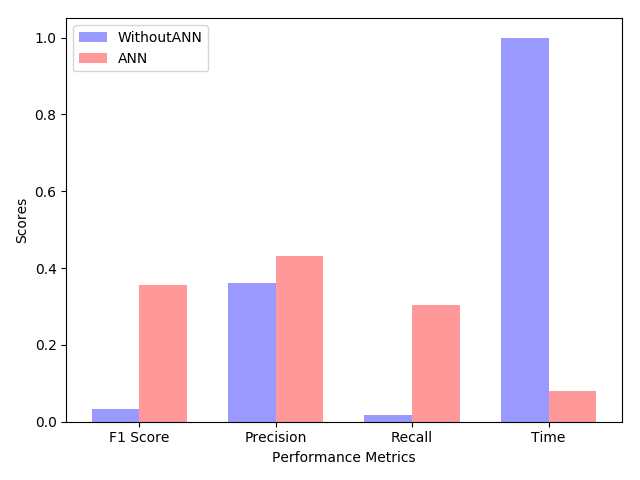 WithoutANN
ANN
1.0
0.8
0.6
0.4
0.2
0.0
Scores
F1 Score Precision Recall Time
Performance Metrics